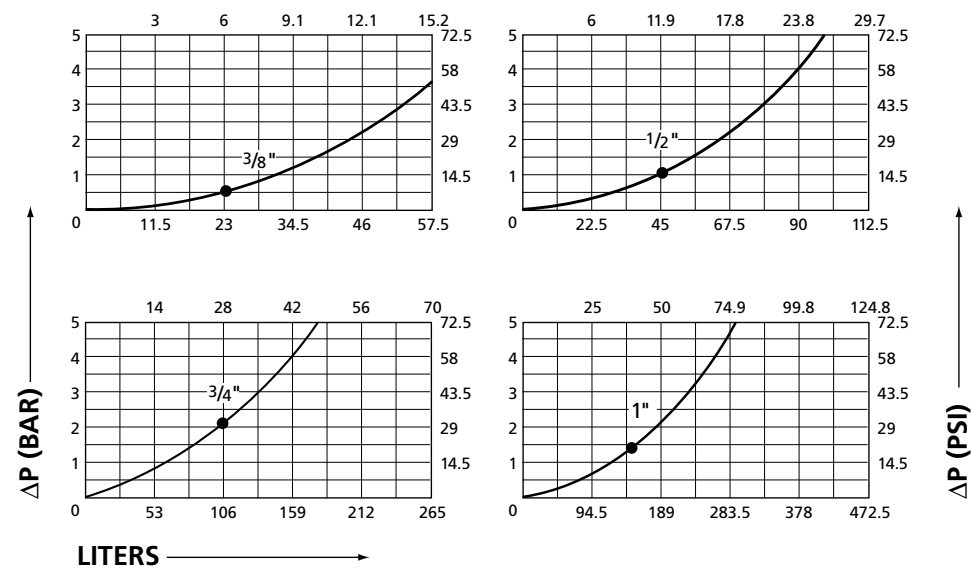 3 6 9.1 12.1 15.2
5 72.5
4 58
3 43.5
2 29
1 14.5
3/8"
0 11.5 23 34.5 46 57.5
6 11.9 17.8 23.8 29.7
5 72.5
4 58
3 43.5
2 29
1 14.5
1/2"
0 22.5 45 67.5 90 112.5
14 28 42 56 70
5 72.5
4 58
3 43.5
2 29
1 14.5
3/4"
0 53 106 159 212 265
25 50 74.9 99.8 124.8
5 72.5
4 58
3 43.5
2 29
1 14.5
1"
0 94.5 189 283.5 378 472.5
ΔP (BAR)
ΔP (PSI)
LITERS